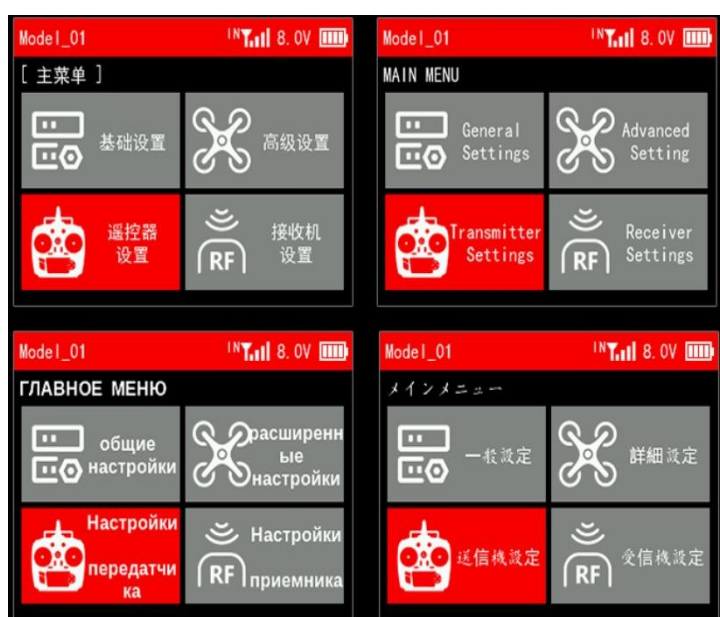 Model_01 IN 8.0V
[ 主菜单 ]
基础设置
高级设置
遥控器
设置
RF
接收机
设置
Model_01 IN 8.0V
MAIN MENU
General
Settings
Advanced
Setting
Transmitter
Settings
RF
Receiver
Settings
Model_01 IN 8.0V
ГЛАВНОЕ МЕНЮ
общие
настройки
расширенн
ые
настройки
Настройки
передатчи
ка
RF
Настройки
приемника
Model_01 IN 8.0V
メインメニュー
一般設定
詳細設定
送信機設定
RF
受信機設定